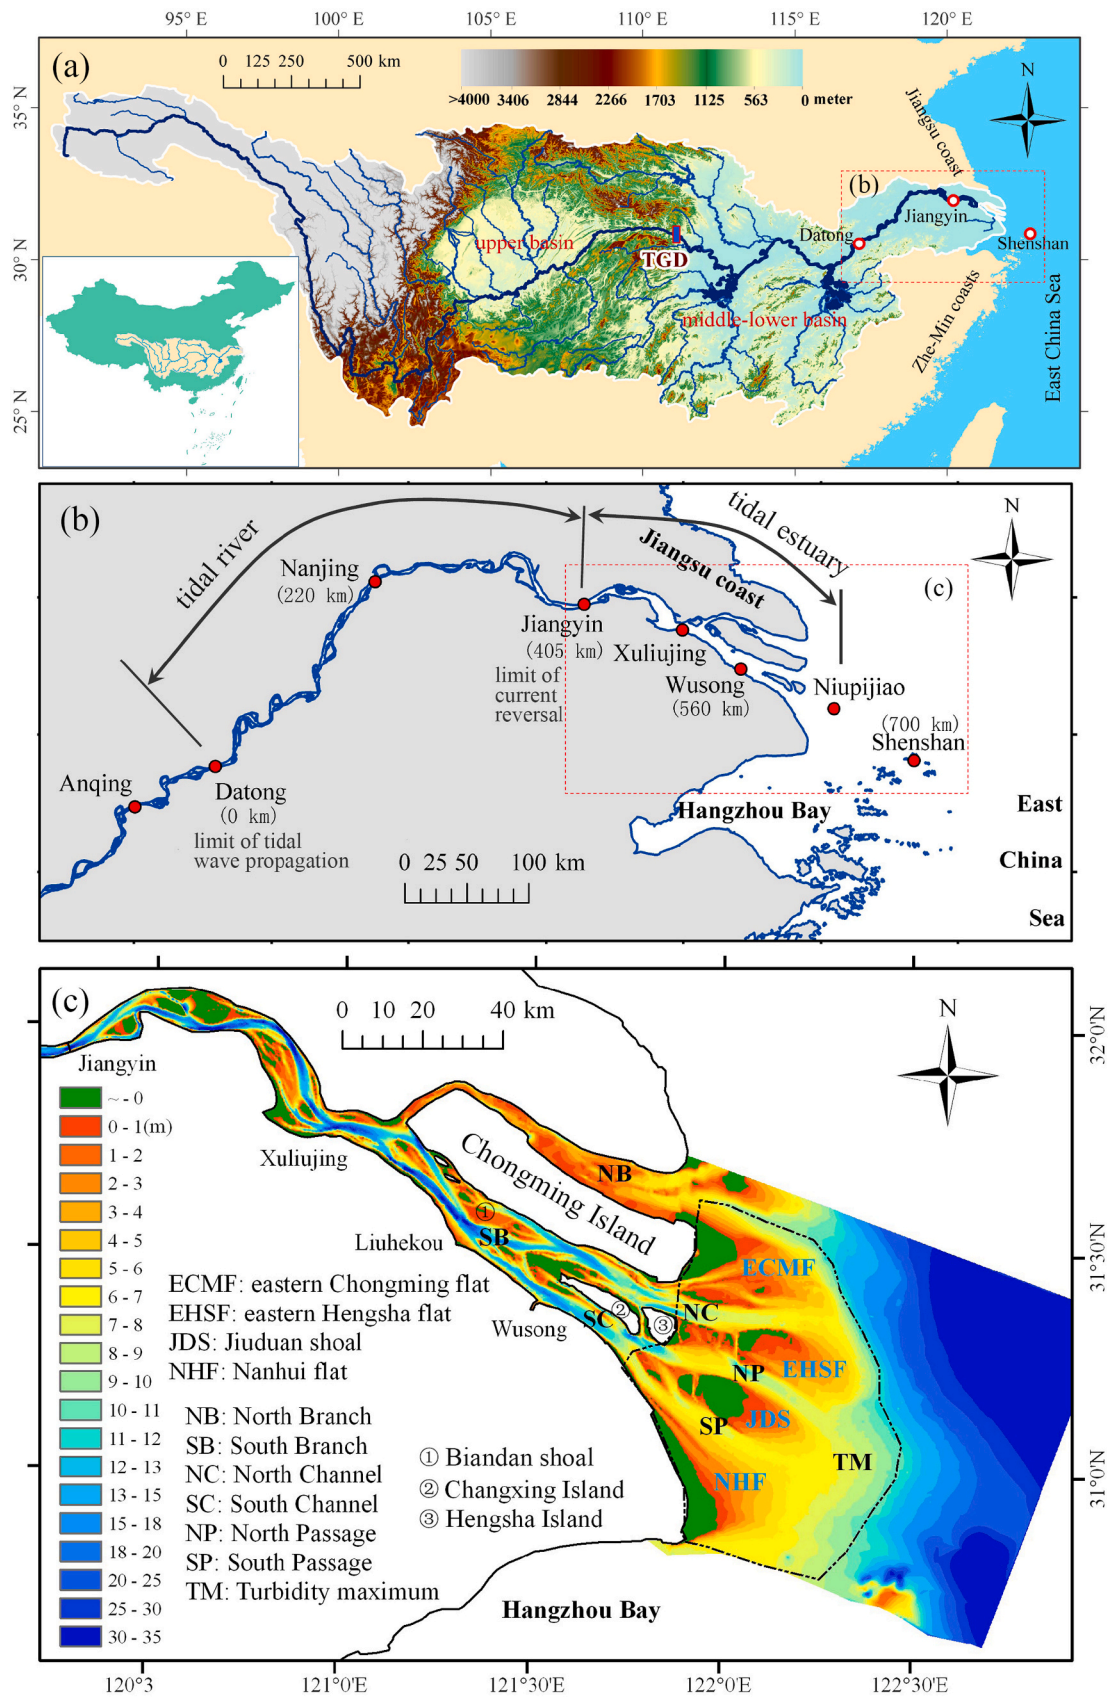 95° E
100° E
105° E
110° E
115° E
120° E
(a)
0 125 250 500 km
>4000 3406 2844 2266 1703 1125 563 0 meter
N
35° N
30° N
25° N
Jiangsu coast
(b)
Jiangyin
Datong
Shenshan
upper basin
TGD
middle-lower basin
Zhe-Min coasts
East China Sea
(b)
tidal river
tidal estuary
N
Nanjing
(220 km)
Jiangsu coast
(c)
Jiangyin
(405 km)
limit of
current
reversal
Xuliujing
Wusong
(560 km)
Niupijiao
(700 km)
Shenshan
Anqing
Datong
(0 km)
limit of tidal
wave propagation
Hangzhou Bay
0 25 50 100 km
East
China
Sea
(c)
0 10 20 40 km
N
32°0'N
31°30'N
31°0'N
Jiangyin
~ - 0
0 - 1(m)
1 - 2
2 - 3
3 - 4
4 - 5
5 - 6
6 - 7
7 - 8
8 - 9
9 - 10
10 - 11
11 - 12
12 - 13
13 - 15
15 - 18
18 - 20
20 - 25
25 - 30
30 - 35
Xuliujing
Chongming Island
NB
① SB
Liuhekou
ECMF
② NC
SC ③
Wusong
NP EHSF
SP JDS
TM
NHF
ECMF: eastern Chongming flat
EHSF: eastern Hengsha flat
JDS: Jiuduan shoal
NHF: Nanhui flat
NB: North Branch
SB: South Branch
NC: North Channel
SC: South Channel
NP: North Passage
SP: South Passage
TM: Turbidity maximum
① Biandan shoal
② Changxing Island
③ Hengsha Island
Hangzhou Bay
120°3
121°0'E
121°30'E
122°0'E
122°30'E